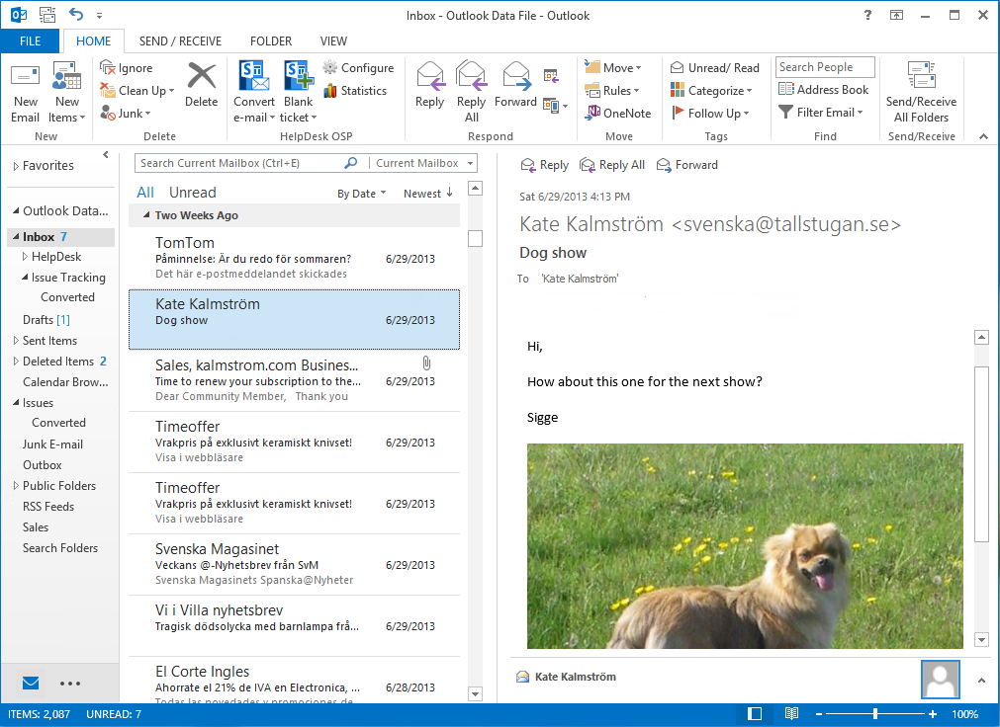 Inbox - Outlook Data File - Outlook
?
FILE HOME SEND / RECEIVE FOLDER VIEW
New Email
New Items
New
Ignore
Clean Up
Junk
Delete
Delete
Convert e-mail
Blank ticket
Configure
Statistics
HelpDesk OSP
Reply
Reply All
Forward
Respond
Move
Rules
OneNote
Move
Unread/ Read
Categorize
Follow Up
Tags
Search People
Address Book
Filter Email
Find
Send/Receive All Folders
Send/Receive
Favorites
Outlook Data...
Inbox 7
HelpDesk
Issue Tracking
Converted
Drafts [1]
Sent Items
Deleted Items 2
Calendar Brow...
Issues
Converted
Junk E-mail
Outbox
Public Folders
RSS Feeds
Sales
Search Folders
Search Current Mailbox (Ctrl+E) Current Mailbox
All Unread By Date Newest ↓
Two Weeks Ago
TomTom
Påminnelse: Är du redo för sommaren? 6/29/2013
Det här e-postmeddelandet skickades
Kate Kalmström
Dog show 6/29/2013
Sales, kalmstrom.com Busines...
Time to renew your subscription to the... 6/29/2013
Dear Community Member, Thank you
Timeoffer
Vrakpris på exklusivt keramiskt knivset! 6/29/2013
Visa i webbläsare
Timeoffer
Vrakpris på exklusivt keramiskt knivset! 6/29/2013
Visa i webbläsare
Svenska Magasinet
Veckans @-Nyhetsbrev från SvM 6/29/2013
Svenska Magasinets Spanska@Nyheter
Vi i Villa nyhetsbrev
Tragisk dödsolycka med barnlampa frå... 6/29/2013
El Corte Ingles
Ahorrate el 21% de IVA en Electronica, ... 6/28/2013
Todas las novedades y promociones de
Reply Reply All Forward
Sat 6/29/2013 4:13 PM
Kate Kalmström <svenska@tallstugan.se>
Dog show
To 'Kate Kalmström'
Hi,
How about this one for the next show?
Sigge
Kate Kalmström
ITEMS: 2,087 UNREAD: 7 100%